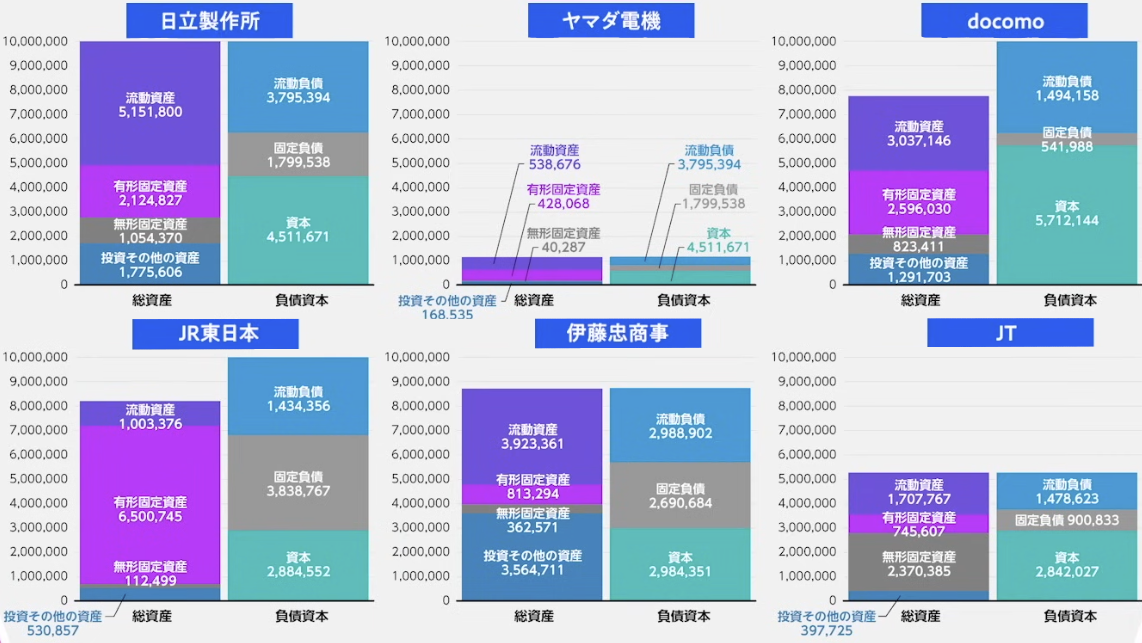 日立製作所
10,000,000
9,000,000
8,000,000
7,000,000
6,000,000
5,000,000
4,000,000
3,000,000
2,000,000
1,000,000
0
流動資産
5,151,800
有形固定資産
2,124,827
無形固定資産
1,054,370
投資その他の資産
1,775,606
流動負債
3,795,394
固定負債
1,799,538
資本
4,511,671
総資産
負債資本
ヤマダ電機
10,000,000
9,000,000
8,000,000
7,000,000
6,000,000
5,000,000
4,000,000
3,000,000
2,000,000
1,000,000
0
流動資産
538,676
有形固定資産
428,068
無形固定資産
40,287
投資その他の資産
168,535
流動負債
3,795,394
固定負債
1,799,538
資本
4,511,671
総資産
負債資本
docomo
10,000,000
9,000,000
8,000,000
7,000,000
6,000,000
5,000,000
4,000,000
3,000,000
2,000,000
1,000,000
0
流動資産
3,037,146
有形固定資産
2,596,030
無形固定資産
823,411
投資その他の資産
1,291,703
流動負債
1,494,158
固定負債
541,988
資本
5,712,144
総資産
負債資本
JR東日本
10,000,000
9,000,000
8,000,000
7,000,000
6,000,000
5,000,000
4,000,000
3,000,000
2,000,000
1,000,000
0
流動資産
1,003,376
有形固定資産
6,500,745
無形固定資産
112,499
投資その他の資産
530,857
流動負債
1,434,356
固定負債
3,838,767
資本
2,884,552
総資産
負債資本
伊藤忠商事
10,000,000
9,000,000
8,000,000
7,000,000
6,000,000
5,000,000
4,000,000
3,000,000
2,000,000
1,000,000
0
流動資産
3,923,361
有形固定資産
813,294
無形固定資産
362,571
投資その他の資産
3,564,711
流動負債
2,988,902
固定負債
2,690,684
資本
2,984,351
総資産
負債資本
JT
10,000,000
9,000,000
8,000,000
7,000,000
6,000,000
5,000,000
4,000,000
3,000,000
2,000,000
1,000,000
0
流動資産
1,707,767
有形固定資産
745,607
無形固定資産
2,370,385
投資その他の資産
397,725
流動負債
1,478,623
固定負債 900,833
資本
2,842,027
総資産
負債資本